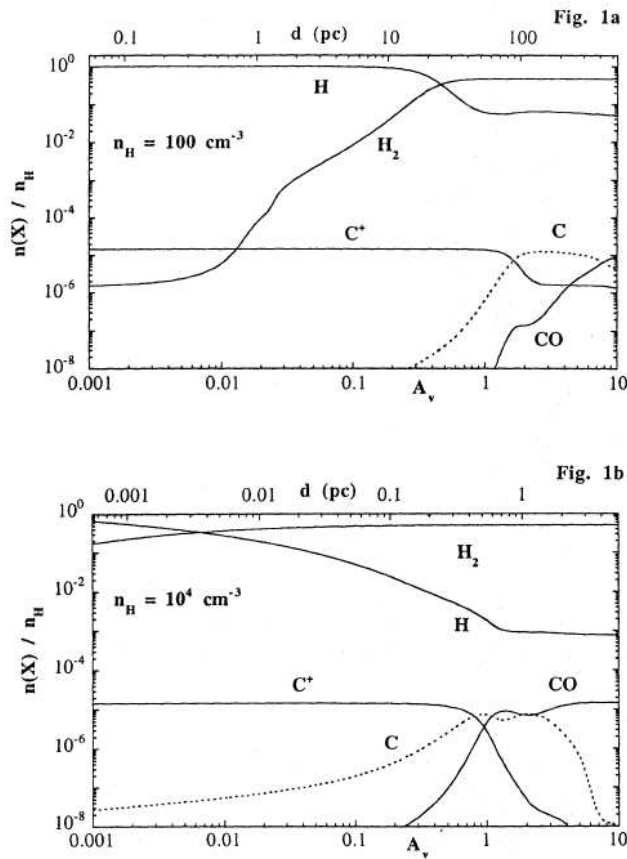 Fig. 1a
d (pc)
0.1 1 10 100
10^0
10^-2
10^-4
10^-6
10^-8
n(X) / n_H
H
n_H = 100 cm^-3
H_2
C^+
C
CO
0.001 0.01 0.1 1 10
A_v
Fig. 1b
d (pc)
0.001 0.01 0.1 1
10^0
10^-2
10^-4
10^-6
10^-8
n(X) / n_H
H_2
n_H = 10^4 cm^-3
H
C^+
CO
C
0.001 0.01 0.1 1 10
A_v